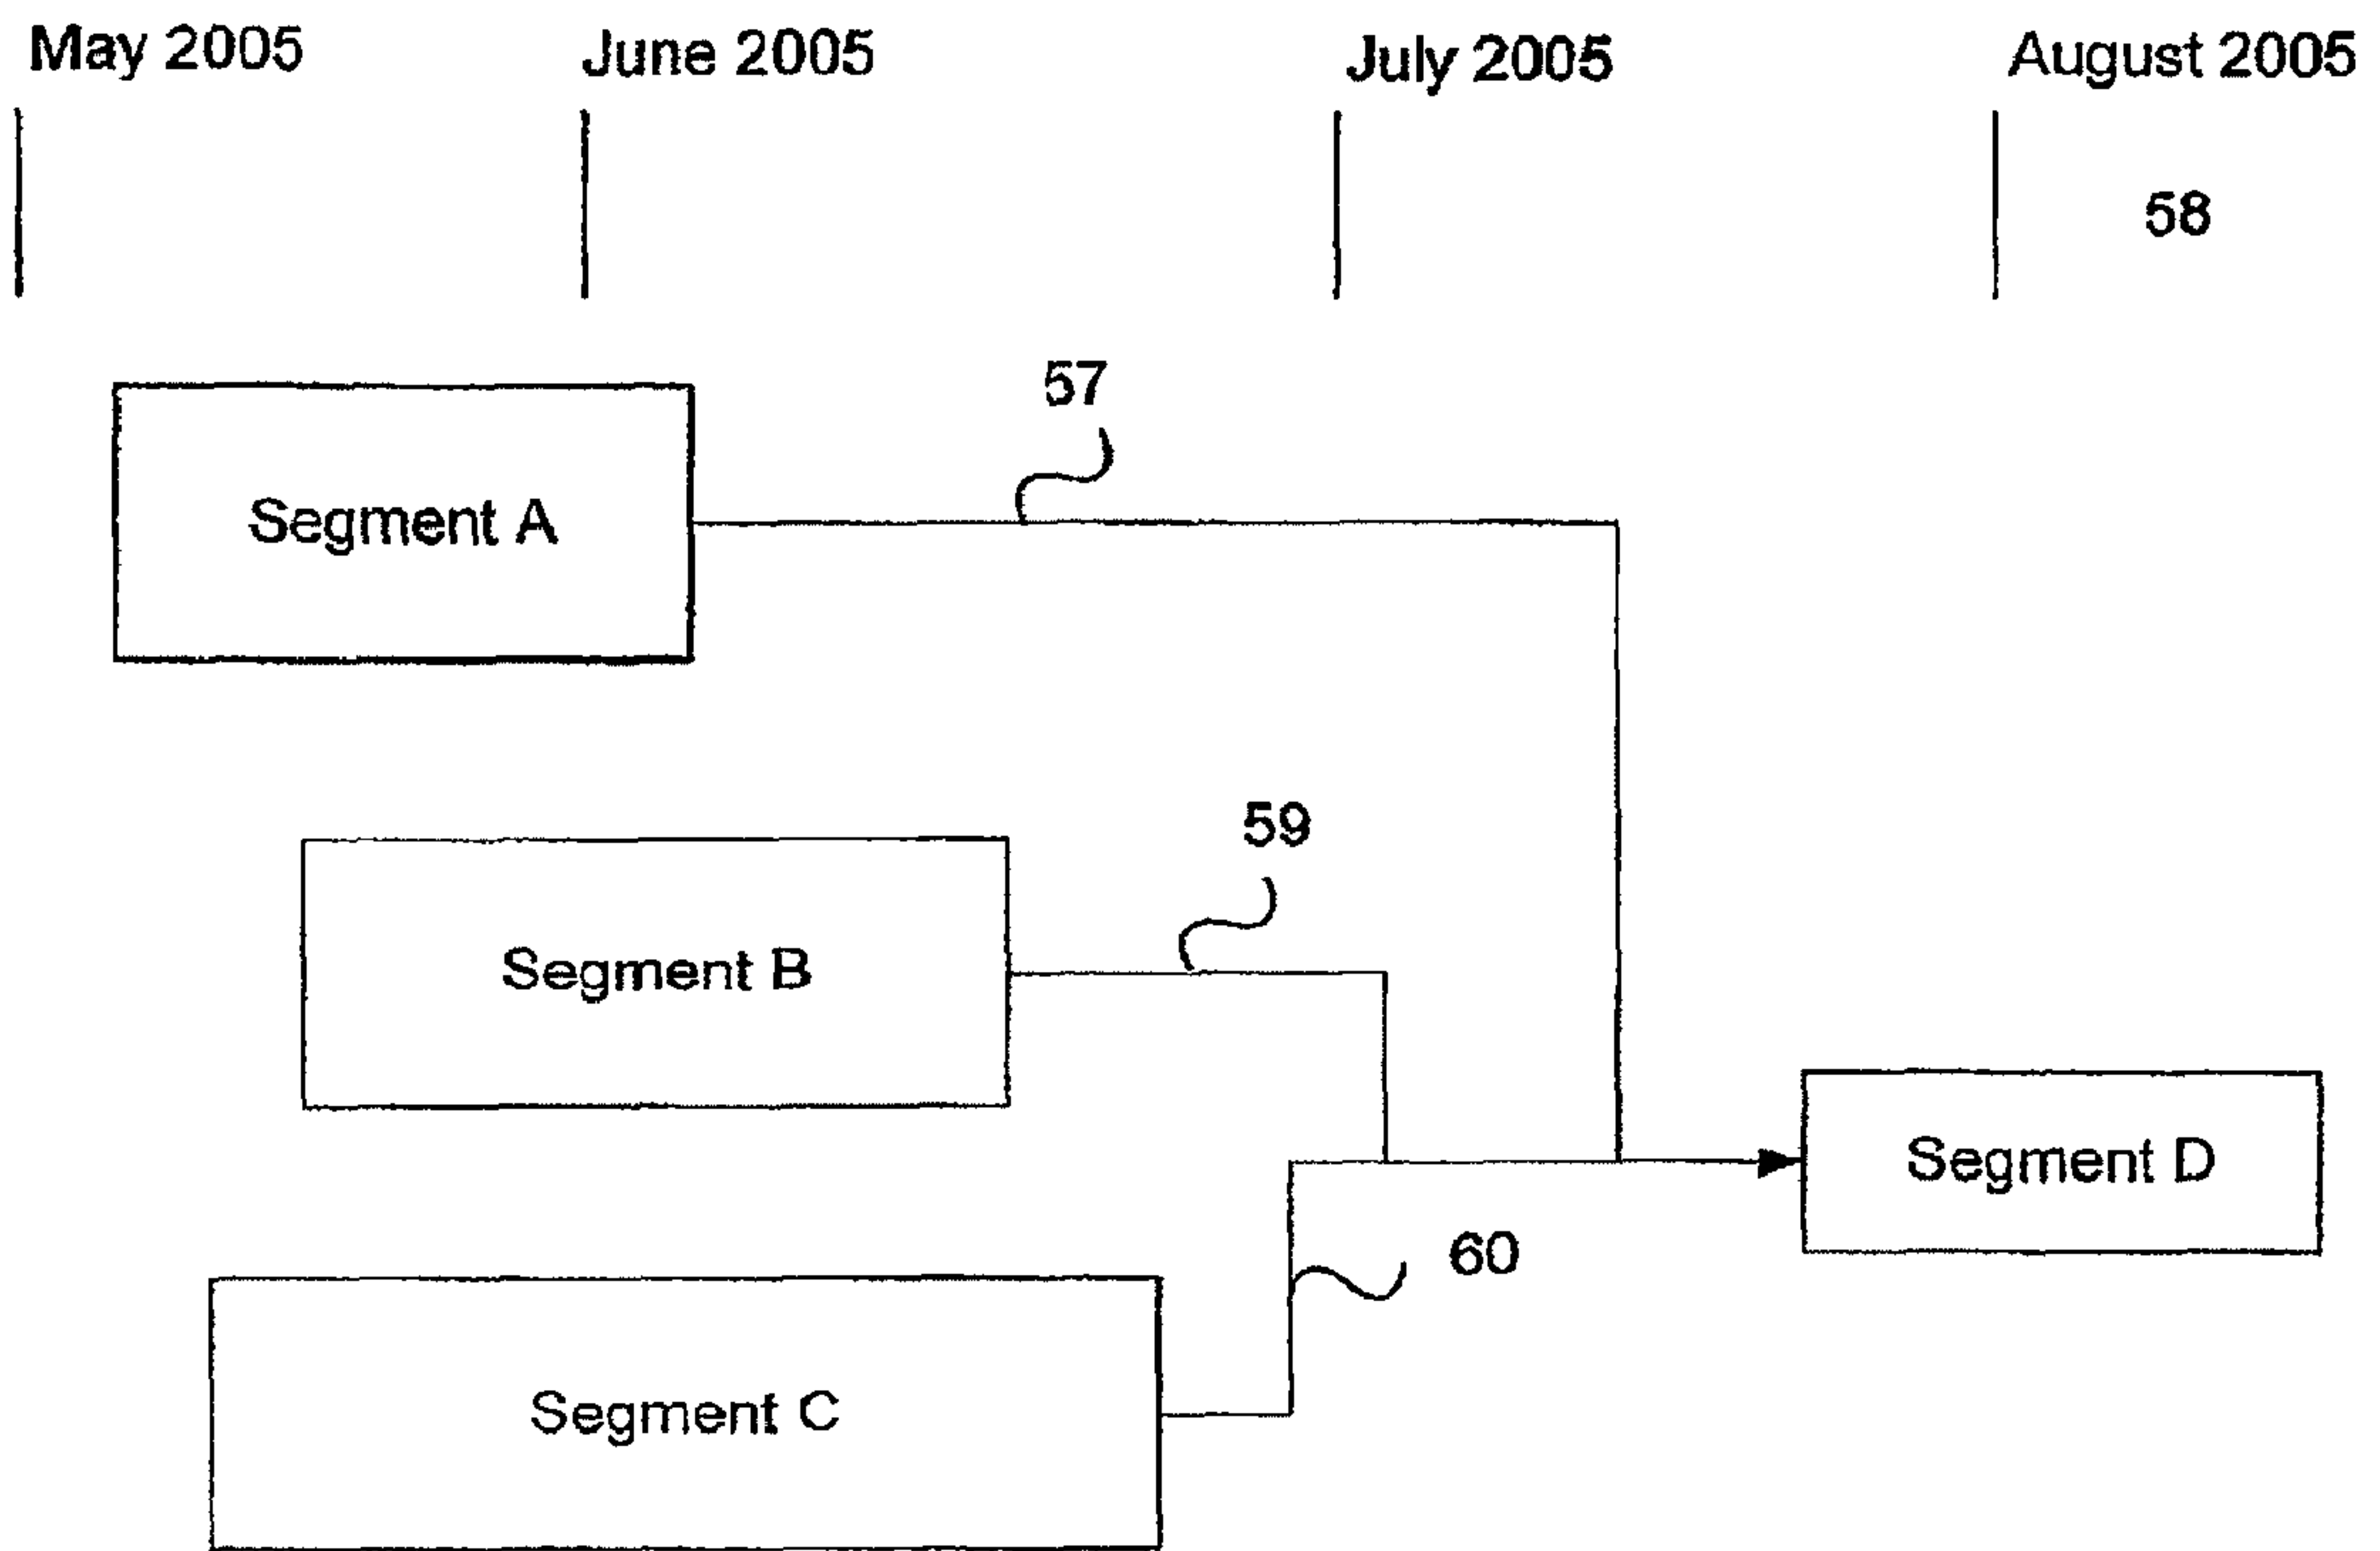 May 2005 June 2005 July 2005 August 2005
58
57
Segment A
59
Segment B
Segment D
60
Segment C